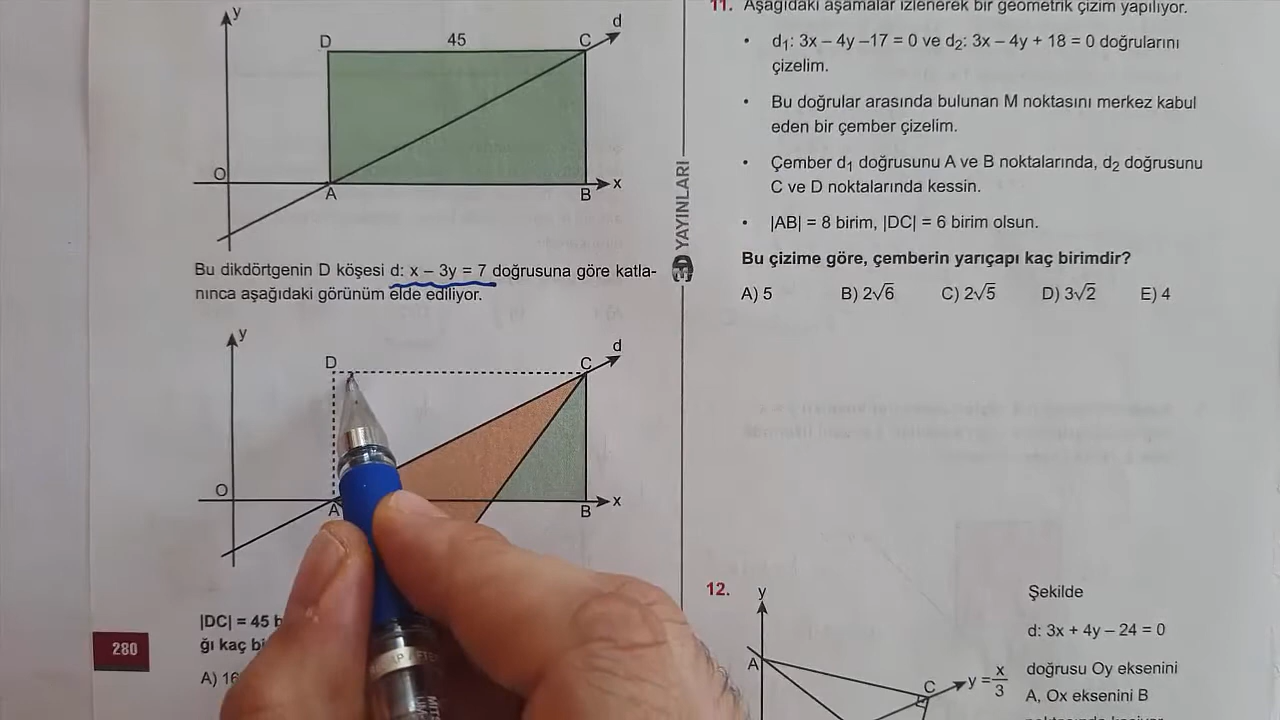 y
D 45 C d
O
A B x
Bu dikdörtgenin D köşesi d: x – 3y = 7 doğrusuna göre katla-
nınca aşağıdaki görünüm elde ediliyor.
y
D C d
O
A B x
|DC| = 45
ğı kaç
A) 16
280
3D YAYINLARI
11. Aşağıdaki aşamalar izlenerek bir geometrik çizim yapılıyor.
• d1: 3x – 4y –17 = 0 ve d2: 3x – 4y + 18 = 0 doğrularını
çizelim.
• Bu doğrular arasında bulunan M noktasını merkez kabul
eden bir çember çizelim.
• Çember d1 doğrusunu A ve B noktalarında, d2 doğrusunu
C ve D noktalarında kessin.
• |AB| = 8 birim, |DC| = 6 birim olsun.
Bu çizime göre, çemberin yarıçapı kaç birimdir?
A) 5 B) 2√6 C) 2√5 D) 3√2 E) 4
12. y
A
C y = x/3
Şekilde
d: 3x + 4y – 24 = 0
doğrusu Oy eksenini
A, Ox eksenini B